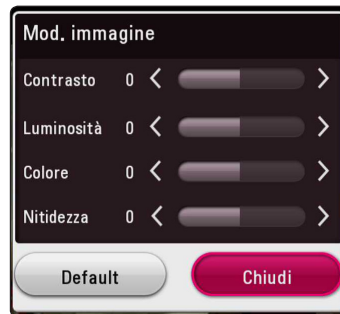 Mod. immagine
Contrasto 0
Luminosità 0
Colore 0
Nitidezza 0
Default Chiudi